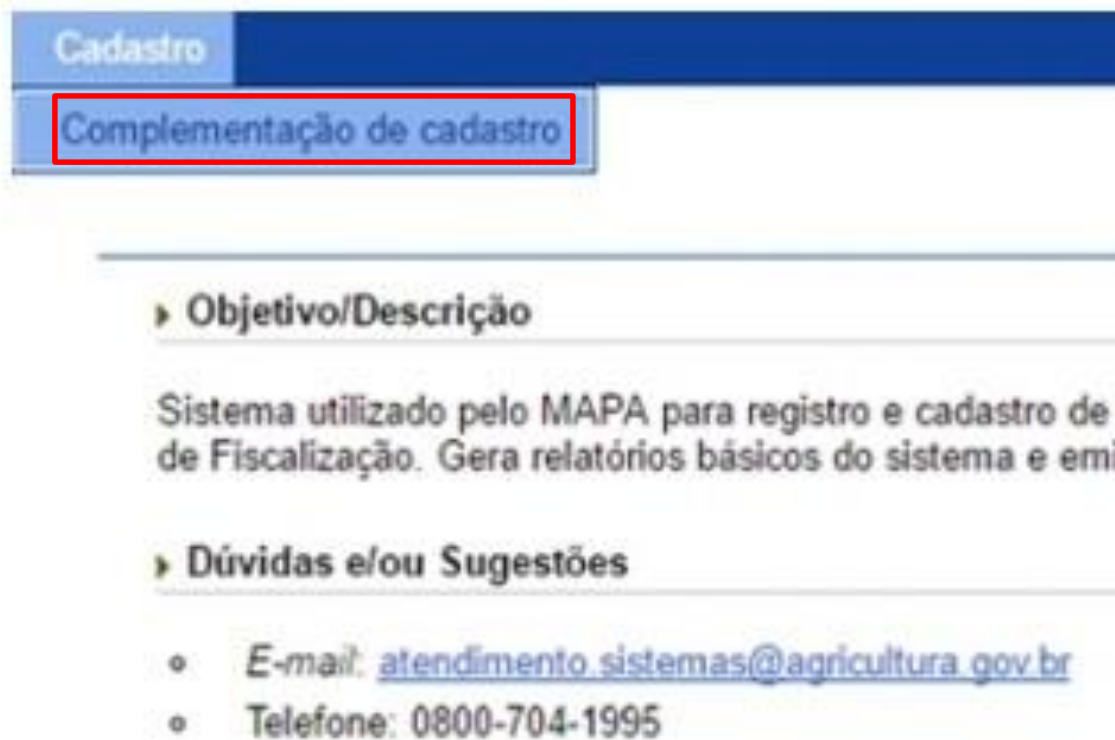 Cadastro
Complementação de cadastro
Objetivo/Descrição
Sistema utilizado pelo MAPA para registro e cadastro de
de Fiscalização. Gera relatórios básicos do sistema e emi
Dúvidas e/ou Sugestões
E-mail: atendimento.sistemas@agricultura.gov.br
Telefone: 0800-704-1995